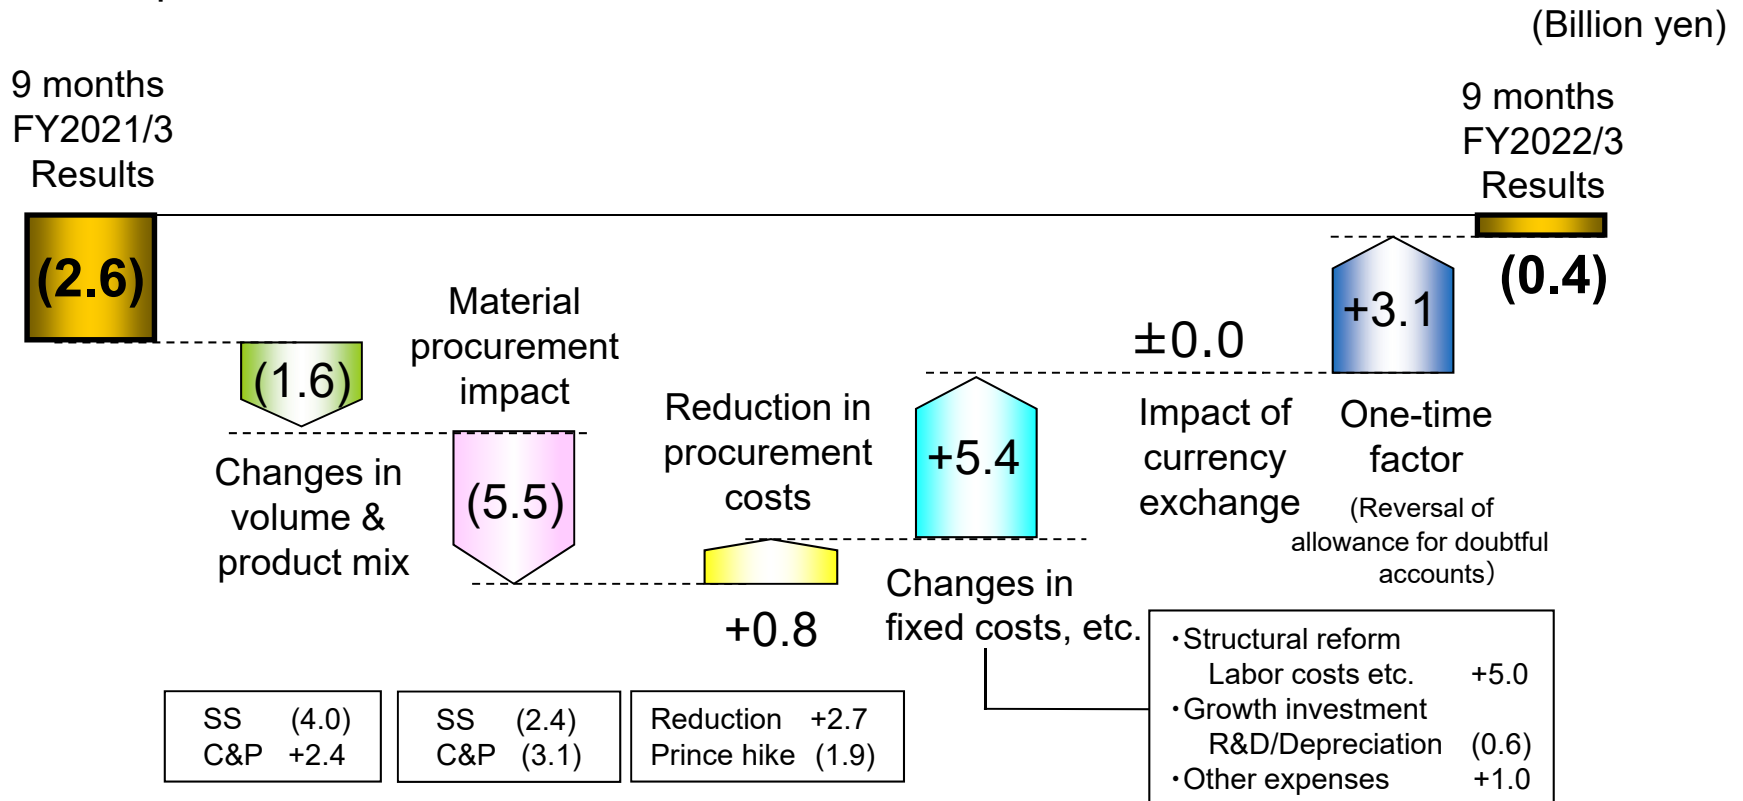 (Billion yen)
9 months
FY2021/3
Results
9 months
FY2022/3
Results
(2.6)
(0.4)
(1.6)
Changes in
volume &
product mix
Material
procurement
impact
(5.5)
Reduction in
procurement
costs
+0.8
+5.4
Changes in
fixed costs, etc.
±0.0
Impact of
currency
exchange
+3.1
One-time
factor
(Reversal of
allowance for doubtful
accounts）
SS (4.0)
C&P +2.4
SS (2.4)
C&P (3.1)
Reduction +2.7
Prince hike (1.9)
・Structural reform
Labor costs etc. +5.0
・Growth investment
R&D/Depreciation (0.6)
・Other expenses +1.0